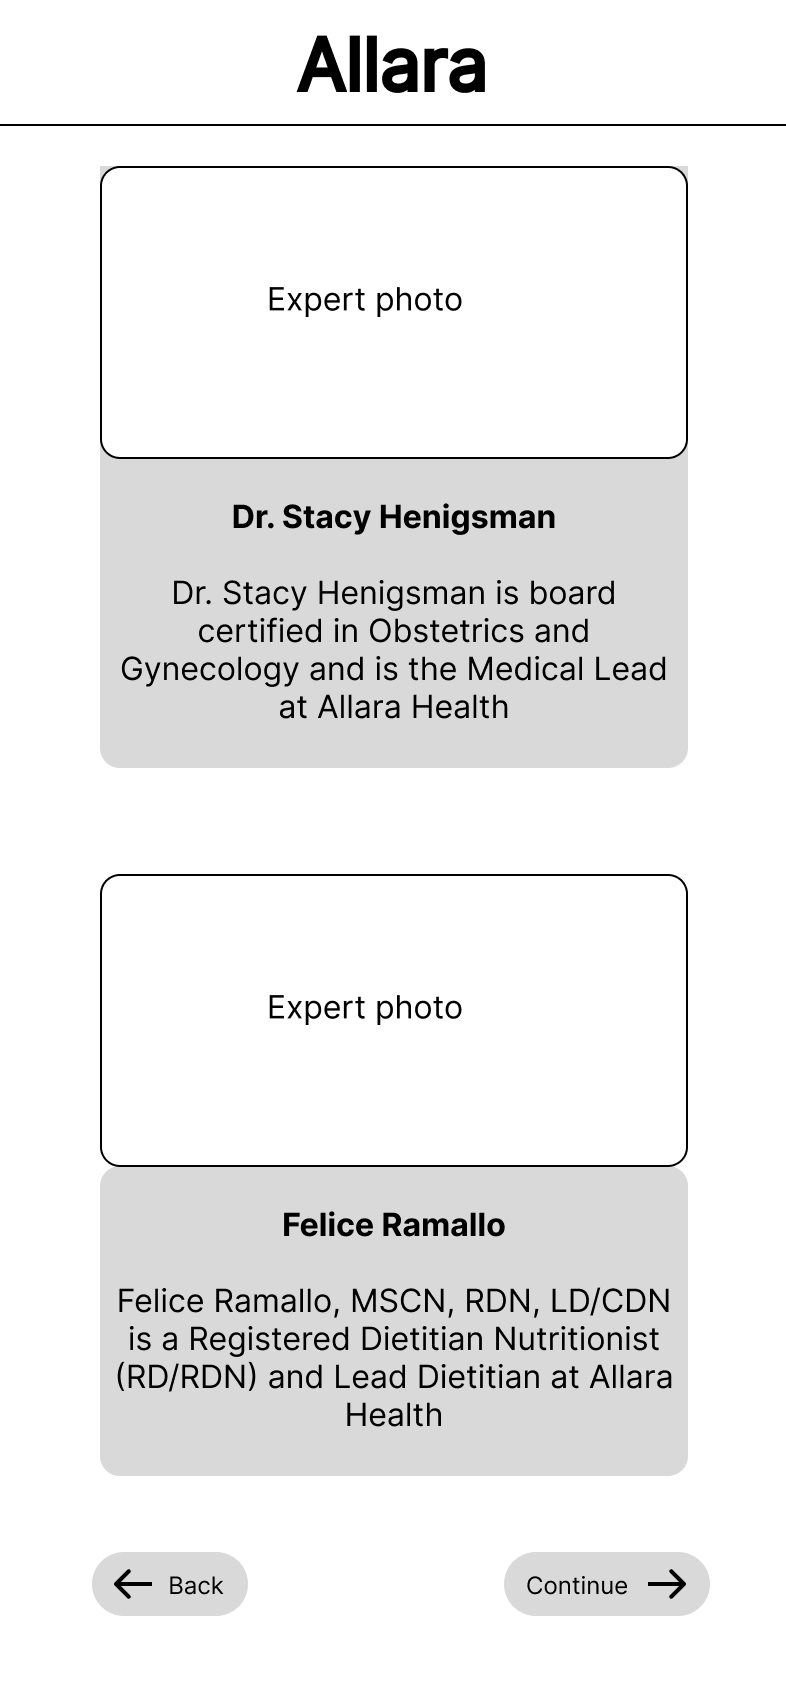 Allara
Expert photo
Dr. Stacy Henigsman
Dr. Stacy Henigsman is board
certified in Obstetrics and
Gynecology and is the Medical Lead
at Allara Health
Expert photo
Felice Ramallo
Felice Ramallo, MSCN, RDN, LD/CDN
is a Registered Dietitian Nutritionist
(RD/RDN) and Lead Dietitian at Allara
Health
Back
Continue